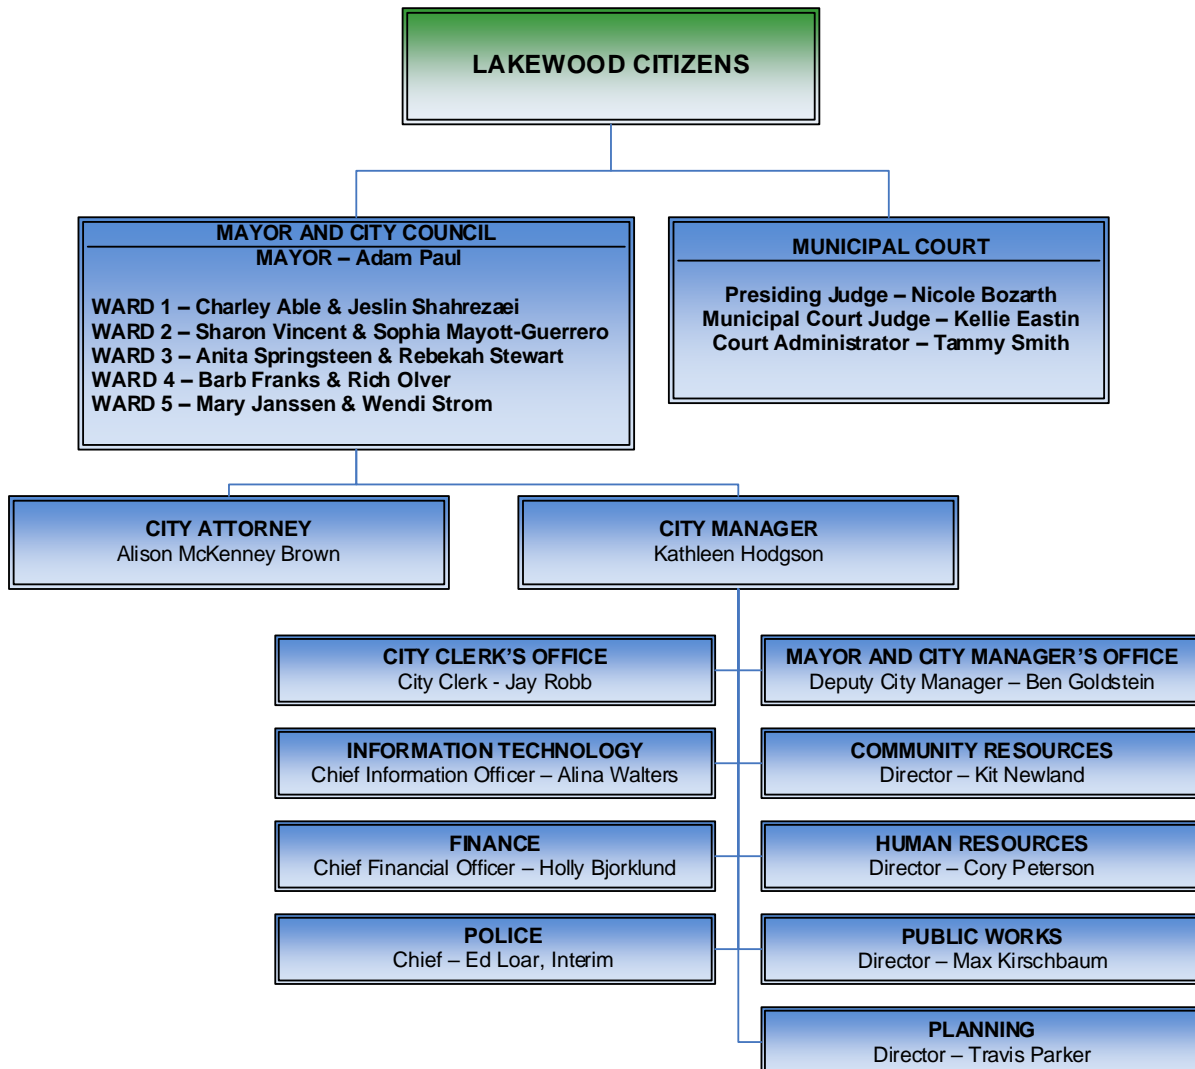 LAKEWOOD CITIZENS
MAYOR AND CITY COUNCIL
MAYOR – Adam Paul
WARD 1 – Charley Able & Jeslin Shahrezaei
WARD 2 – Sharon Vincent & Sophia Mayott-Guerrero
WARD 3 – Anita Springsteen & Rebekah Stewart
WARD 4 – Barb Franks & Rich Olver
WARD 5 – Mary Janssen & Wendi Strom
MUNICIPAL COURT
Presiding Judge – Nicole Bozarth
Municipal Court Judge – Kellie Eastin
Court Administrator – Tammy Smith
CITY ATTORNEY
Alison McKenney Brown
CITY MANAGER
Kathleen Hodgson
CITY CLERK’S OFFICE
City Clerk - Jay Robb
MAYOR AND CITY MANAGER’S OFFICE
Deputy City Manager – Ben Goldstein
INFORMATION TECHNOLOGY
Chief Information Officer – Alina Walters
COMMUNITY RESOURCES
Director – Kit Newland
FINANCE
Chief Financial Officer – Holly Bjorklund
HUMAN RESOURCES
Director – Cory Peterson
POLICE
Chief – Ed Loar, Interim
PUBLIC WORKS
Director – Max Kirschbaum
PLANNING
Director – Travis Parker